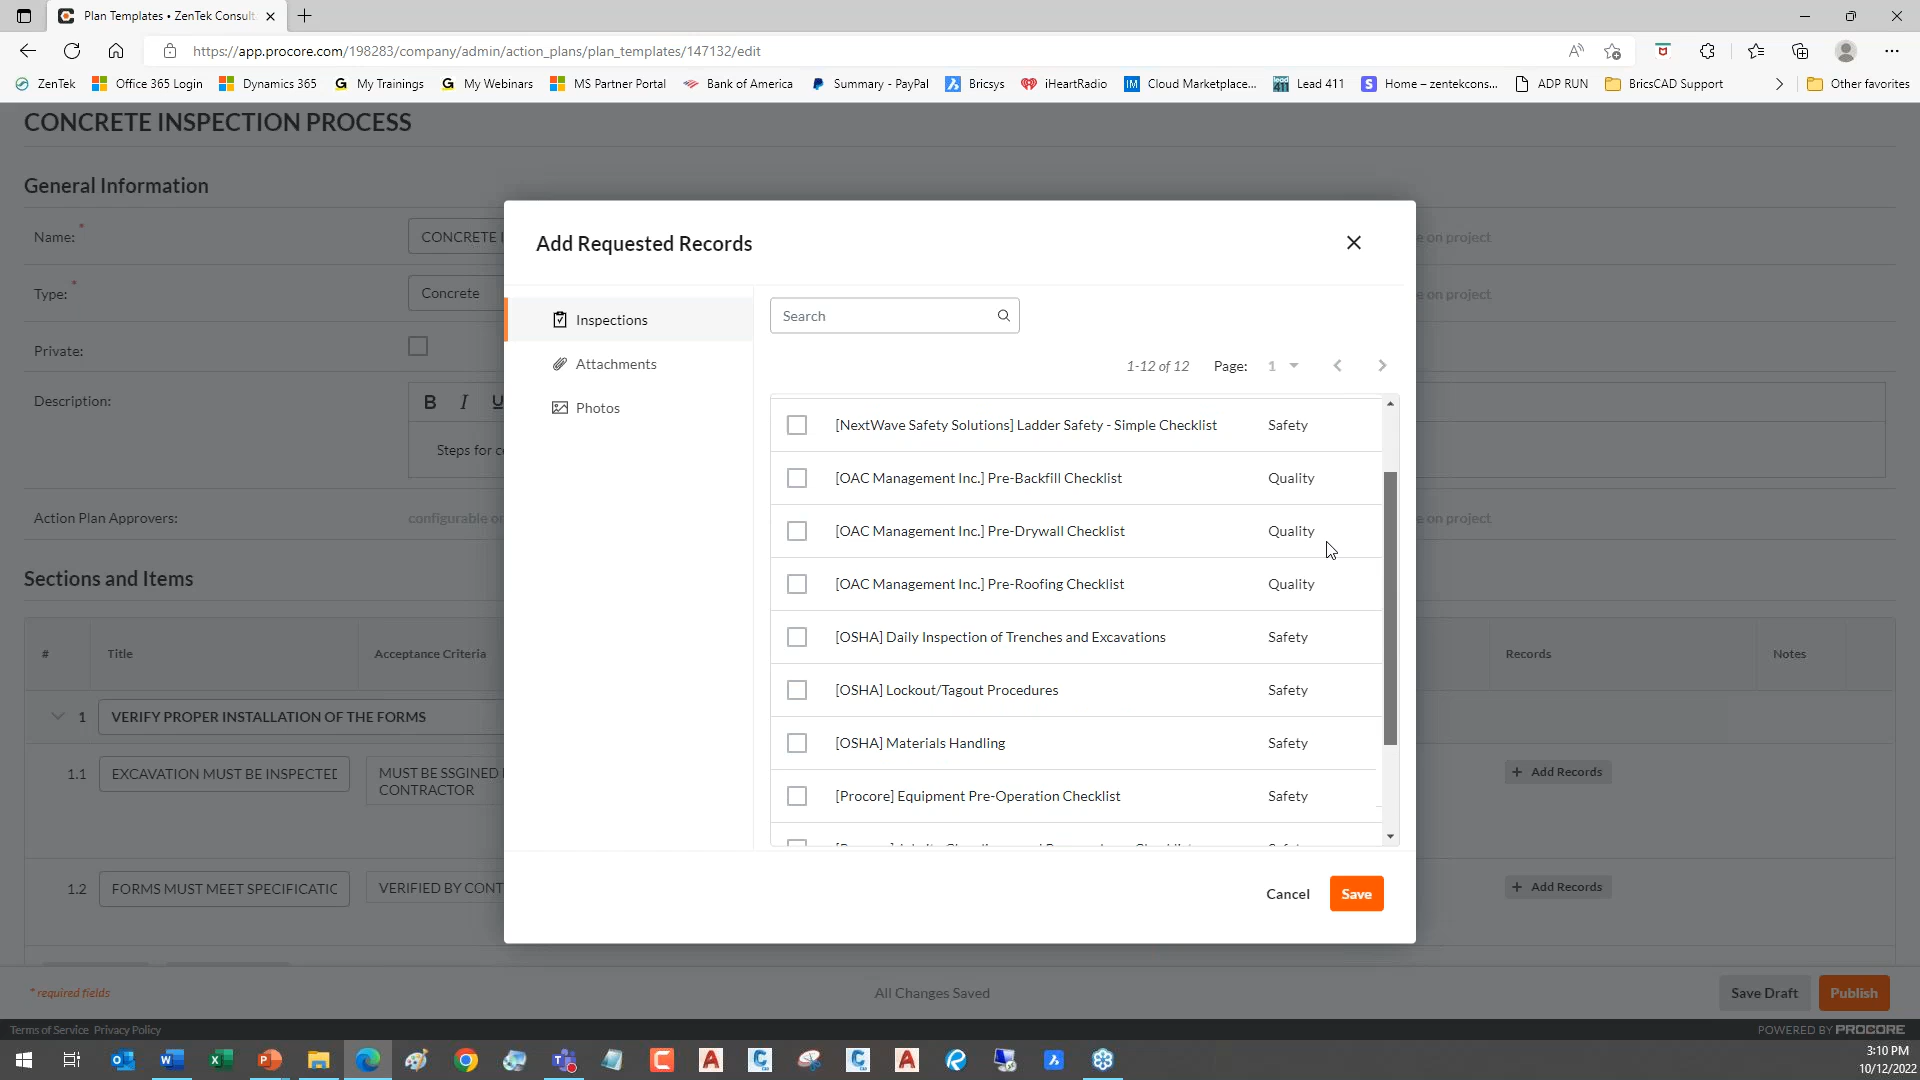 Plan Templates • ZenTek Consult
https://app.procore.com/198283/company/admin/action_plans/plan_templates/147132/edit
ZenTek
Office 365 Login
Dynamics 365
My Trainings
My Webinars
MS Partner Portal
Bank of America
Summary - PayPal
Bricsys
iHeartRadio
Cloud Marketplace...
Lead 411
Home – zentekcons...
ADP RUN
BricsCAD Support
Other favorites
CONCRETE INSPECTION PROCESS
General Information
Name: *
CONCRETE I
e on project
Type: *
Concrete
e on project
Private:
Description:
B I U
Steps for c
Action Plan Approvers:
configurable or
e on project
Sections and Items
# Title Acceptance Criteria Records Notes
1 VERIFY PROPER INSTALLATION OF THE FORMS
1.1 EXCAVATION MUST BE INSPECTED
MUST BE SSGINED
CONTRACTOR
+ Add Records
1.2 FORMS MUST MEET SPECIFICATIC
VERIFIED BY CONT
+ Add Records
Add Requested Records
Inspections
Attachments
Photos
Search
1-12 of 12 Page: 1
[NextWave Safety Solutions] Ladder Safety - Simple Checklist Safety
[OAC Management Inc.] Pre-Backfill Checklist Quality
[OAC Management Inc.] Pre-Drywall Checklist Quality
[OAC Management Inc.] Pre-Roofing Checklist Quality
[OSHA] Daily Inspection of Trenches and Excavations Safety
[OSHA] Lockout/Tagout Procedures Safety
[OSHA] Materials Handling Safety
[Procore] Equipment Pre-Operation Checklist Safety
Cancel
Save
* required fields
All Changes Saved
Save Draft
Publish
Terms of Service Privacy Policy
POWERED BY PROCORE
3:10 PM
10/12/2022